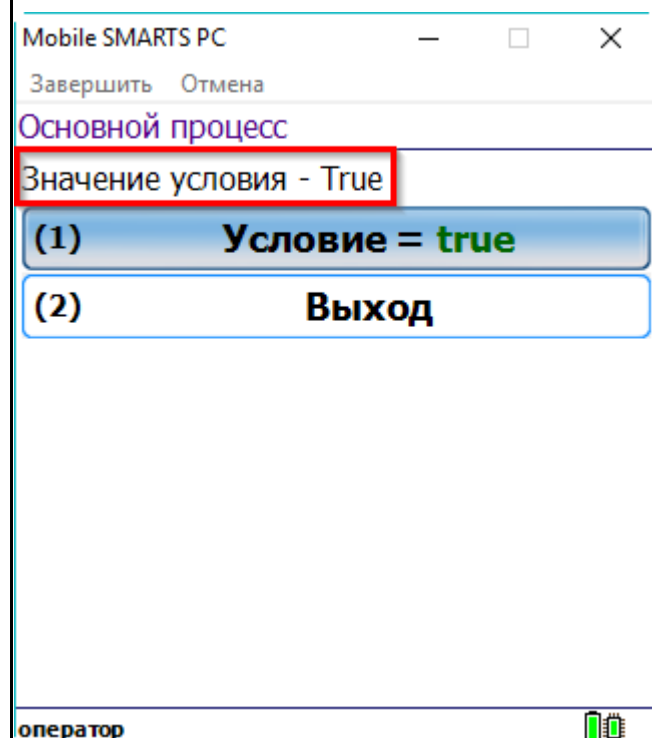 Mobile SMARTS PC
Завершить Отмена
Основной процесс
Значение условия - True
(1) Условие = true
(2) Выход
оператор